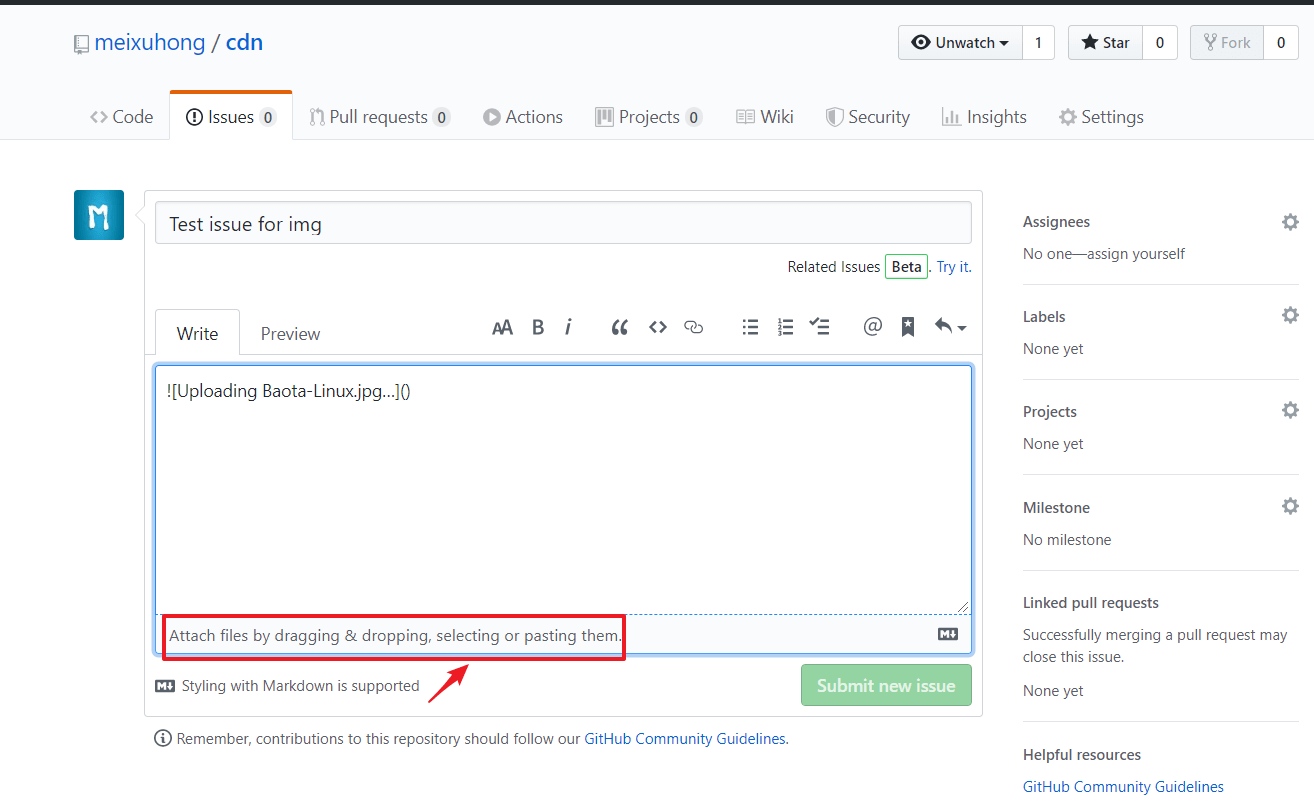 meixuhong / cdn
Unwatch 1 Star 0 Fork 0
Code Issues 0 Pull requests 0 Actions Projects 0 Wiki Security Insights Settings
M
Test issue for img
Related Issues Beta . Try it.
Write Preview
![Uploading Baota-Linux.jpg...]()
Attach files by dragging & dropping, selecting or pasting them.
Styling with Markdown is supported
Submit new issue
Remember, contributions to this repository should follow our GitHub Community Guidelines.
Assignees
No one—assign yourself
Labels
None yet
Projects
None yet
Milestone
No milestone
Linked pull requests
Successfully merging a pull request may
close this issue.
None yet
Helpful resources
GitHub Community Guidelines